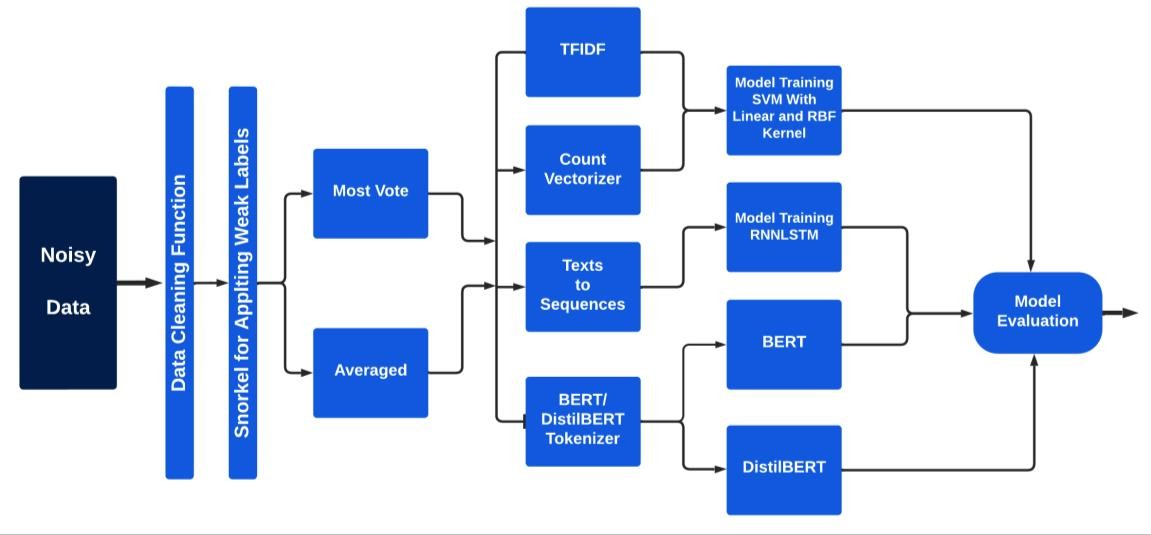 Noisy
Data
Data Cleaning Function
Snorkel for Applting Weak Labels
Most Vote
Averaged
TFIDF
Count
Vectorizer
Texts
to
Sequences
BERT/
DistilBERT
Tokenizer
Model Training
SVM With
Linear and RBF
Kernel
Model Training
RNNLSTM
BERT
DistilBERT
Model
Evaluation